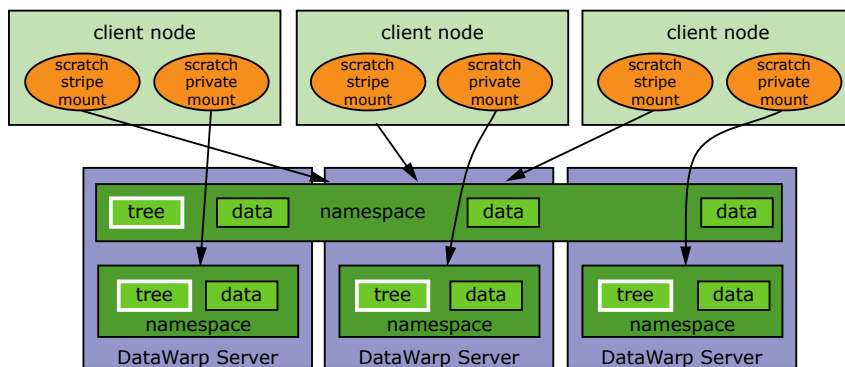 client node
client node
client node
scratch
stripe
mount
scratch
private
mount
scratch
stripe
mount
scratch
private
mount
scratch
stripe
mount
scratch
private
mount
tree
data
namespace
data
data
tree
data
namespace
tree
data
namespace
tree
data
namespace
DataWarp Server
DataWarp Server
DataWarp Server